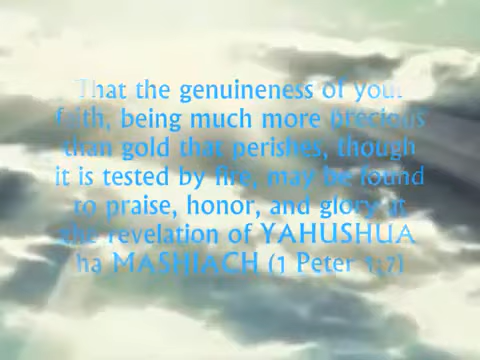 That the genuineness of your
faith, being much more precious
than gold that perishes, though
it is tested by fire, may be found
to praise, honor, and glory at
the revelation of YAHUSHUA
ha MASHIACH (1 Peter 1:7)